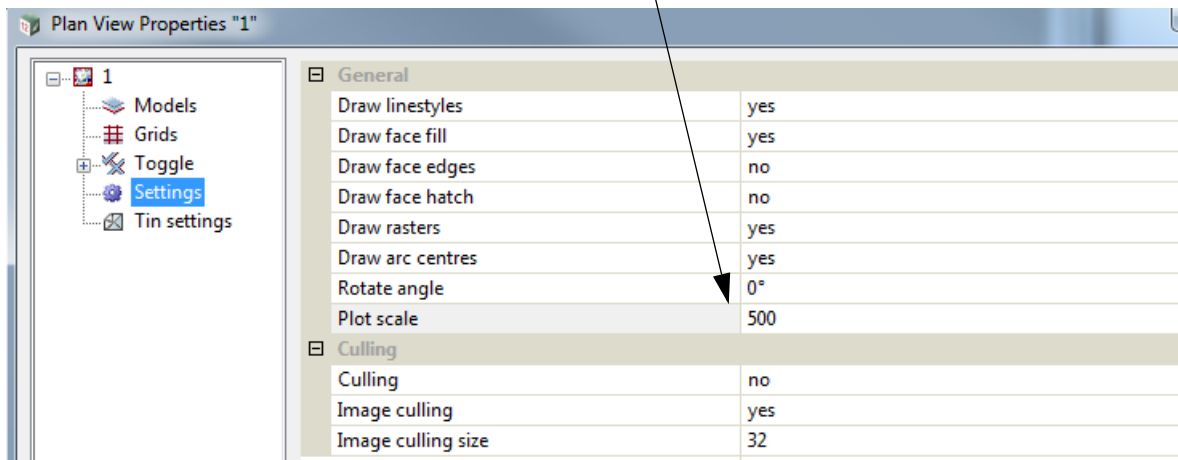 Plan View Properties "1"
1
Models
Grids
Toggle
Settings
Tin settings
General
Draw linestyles yes
Draw face fill yes
Draw face edges no
Draw face hatch no
Draw rasters yes
Draw arc centres yes
Rotate angle 0°
Plot scale 500
Culling
Culling no
Image culling yes
Image culling size 32